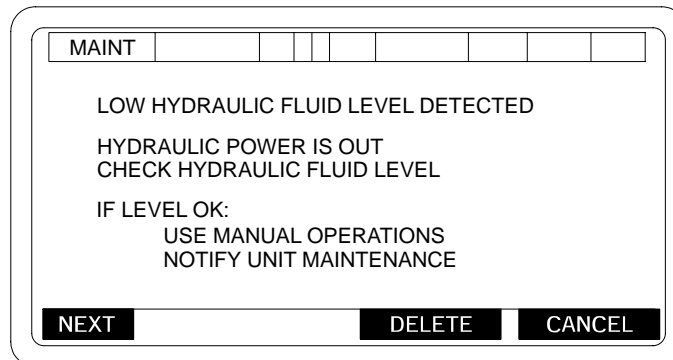 MAINT
LOW HYDRAULIC FLUID LEVEL DETECTED
HYDRAULIC POWER IS OUT
CHECK HYDRAULIC FLUID LEVEL
IF LEVEL OK:
USE MANUAL OPERATIONS
NOTIFY UNIT MAINTENANCE
NEXT DELETE CANCEL